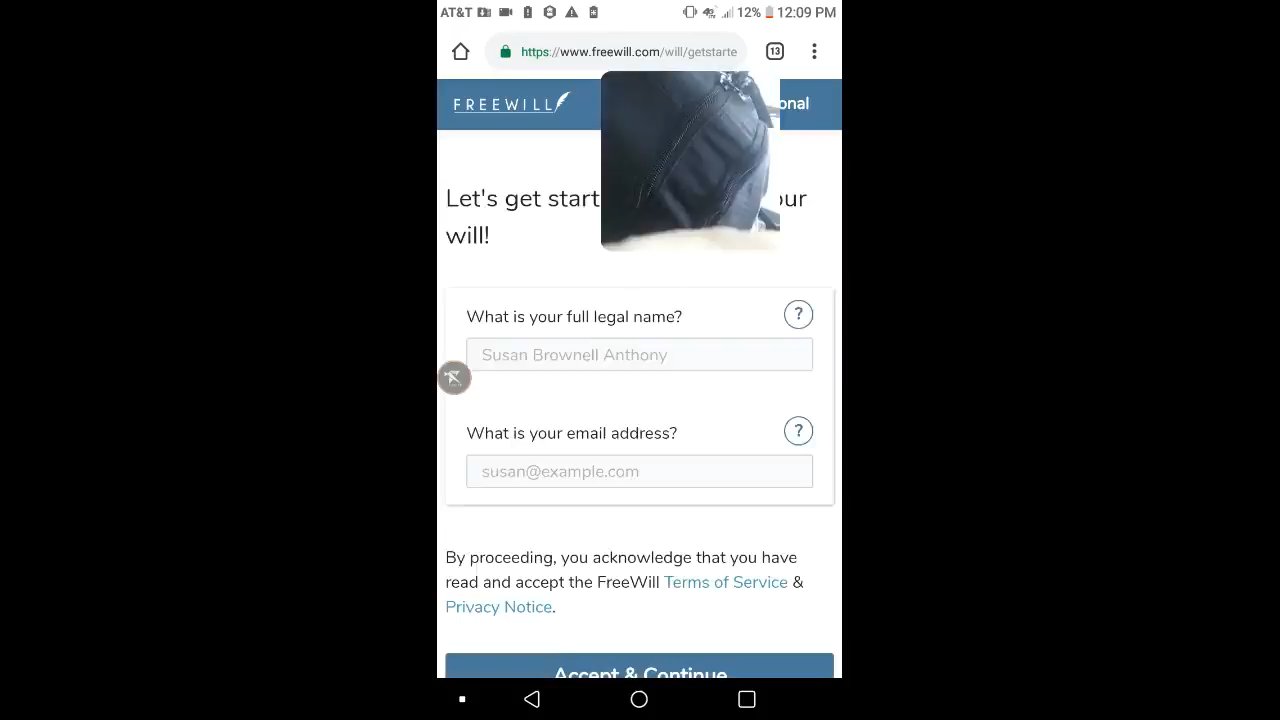 AT&T 12% 12:09 PM
https://www.freewill.com/will/getstarte 13
FREEWILL onal
Let's get start our
will!
What is your full legal name? ?
Susan Brownell Anthony
What is your email address? ?
susan@example.com
By proceeding, you acknowledge that you have
read and accept the FreeWill Terms of Service &
Privacy Notice.
Accept & Continue